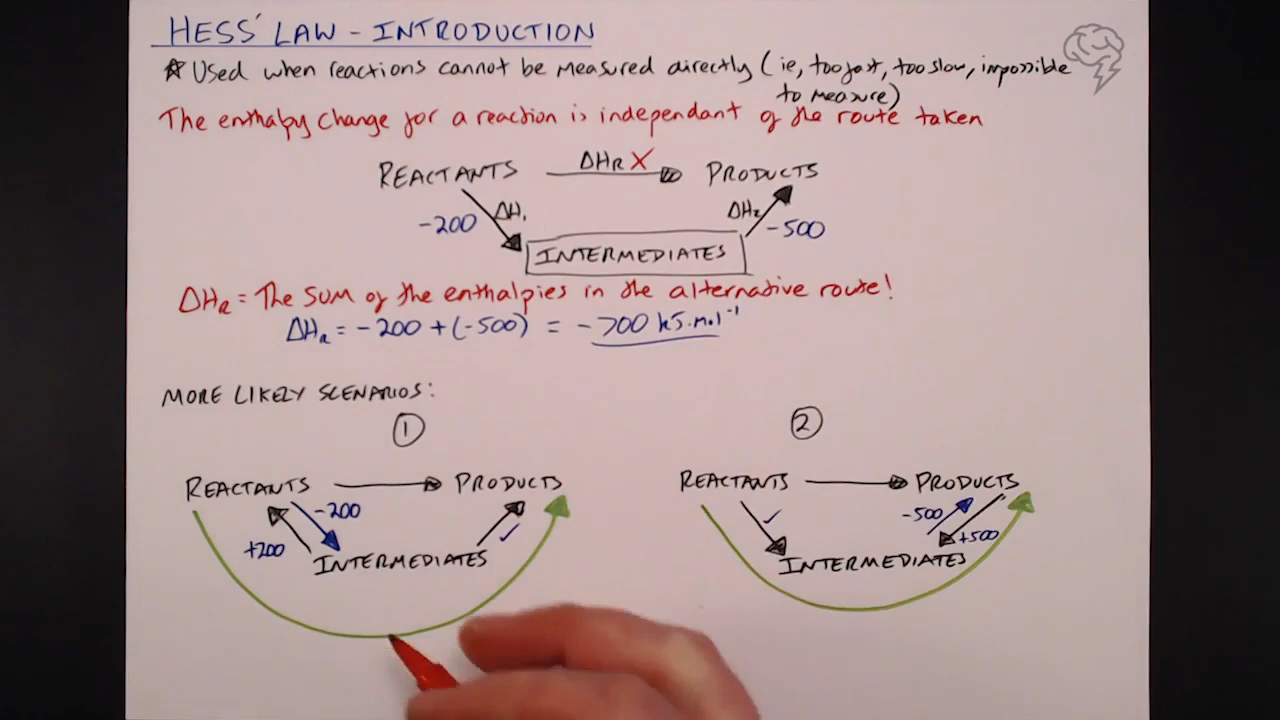 HESS' LAW - INTRODUCTION
* Used when reactions cannot be measured directly (ie, too fast, too slow, impossible
to measure)
The enthalpy change for a reaction is independant of the route taken
REACTANTS ΔHR X PRODUCTS
-200 ΔH₁ ΔH₂ -500
INTERMEDIATES
ΔHR = The sum of the enthalpies in the alternative route!
ΔHR = -200 + (-500) = -700 kJ.mol⁻¹
MORE LIKELY SCENARIOS:
① ②
REACTANTS PRODUCTS
-200
+200
INTERMEDIATES
REACTANTS PRODUCTS
-500
+500
INTERMEDIATES